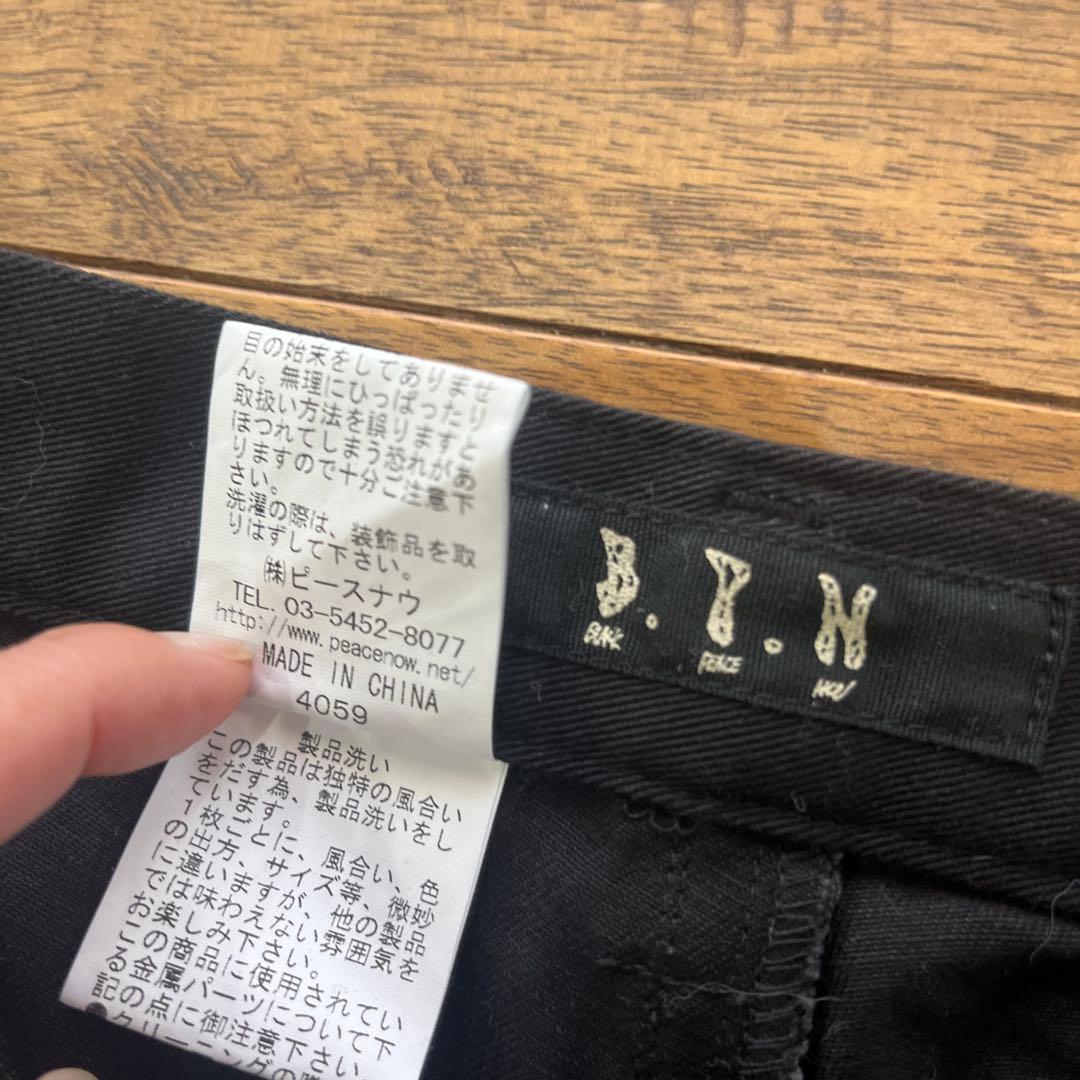 目の始末をしてありませ
ん。無理にひっぱったり
取扱い方法を誤りますと
ほつれてしまう恐れがあ
りますので十分ご注意下
さい。
洗濯の際は、装飾品を取
りはずして下さい。
㈱ピースナウ
TEL. 03-5452-8077
http://www.peacenow.net/
MADE IN CHINA
4059
製品洗い
この製品は独特の風合い
をだす為、製品洗いをし
ています。
1枚ごとに、風合い、色
の出方、サイズ等、微妙
に違いますが、他の製品
では味わえない雰囲気を
お楽しみ下さい。
この商品に使用されてい
る金属パーツについて下
記の点に御注意下さい。
●クリーニングの際
B.P.N
BLACK PEACE NOW